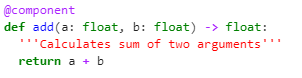 @component
def add(a: float, b: float) -> float:
  '''Calculates sum of two arguments'''
  return a + b